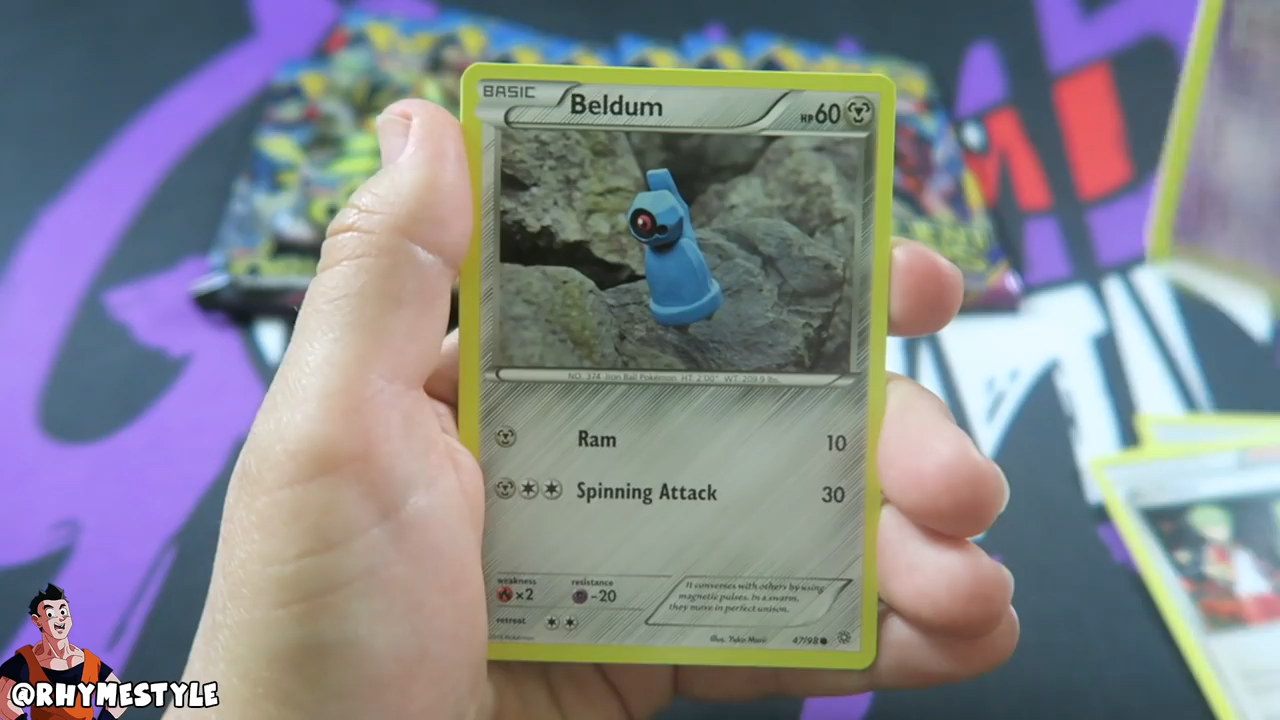 BASIC
Beldum
HP60
NO. 374 Iron Ball Pokémon HT: 2'00" WT: 209.9 lbs.
Ram 10
Spinning Attack 30
weakness
resistance
×2
-20
It converses with others by using
magnetic pulses. In a swarm,
they move in perfect unison.
retreat
Illus. Yuka Morii
47/98
@RHYMESTYLE